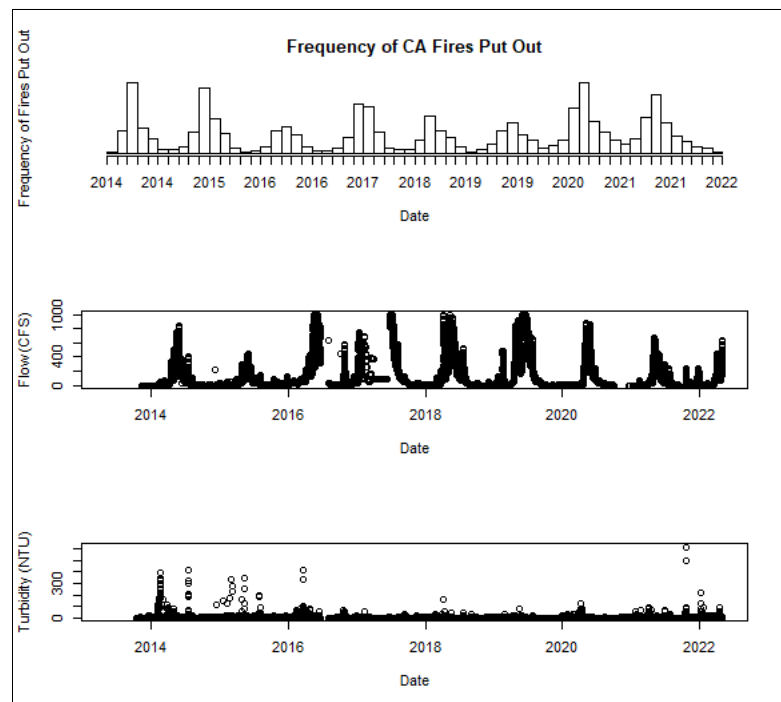 Frequency of CA Fires Put Out
Frequency of Fires Put Out
2014 2014 2015 2016 2016 2017 2018 2019 2019 2020 2021 2021 2022
Date
Flow (CFS)
1000
400
0
2014 2016 2018 2020 2022
Date
Turbidity (NTU)
300
0
2014 2016 2018 2020 2022
Date